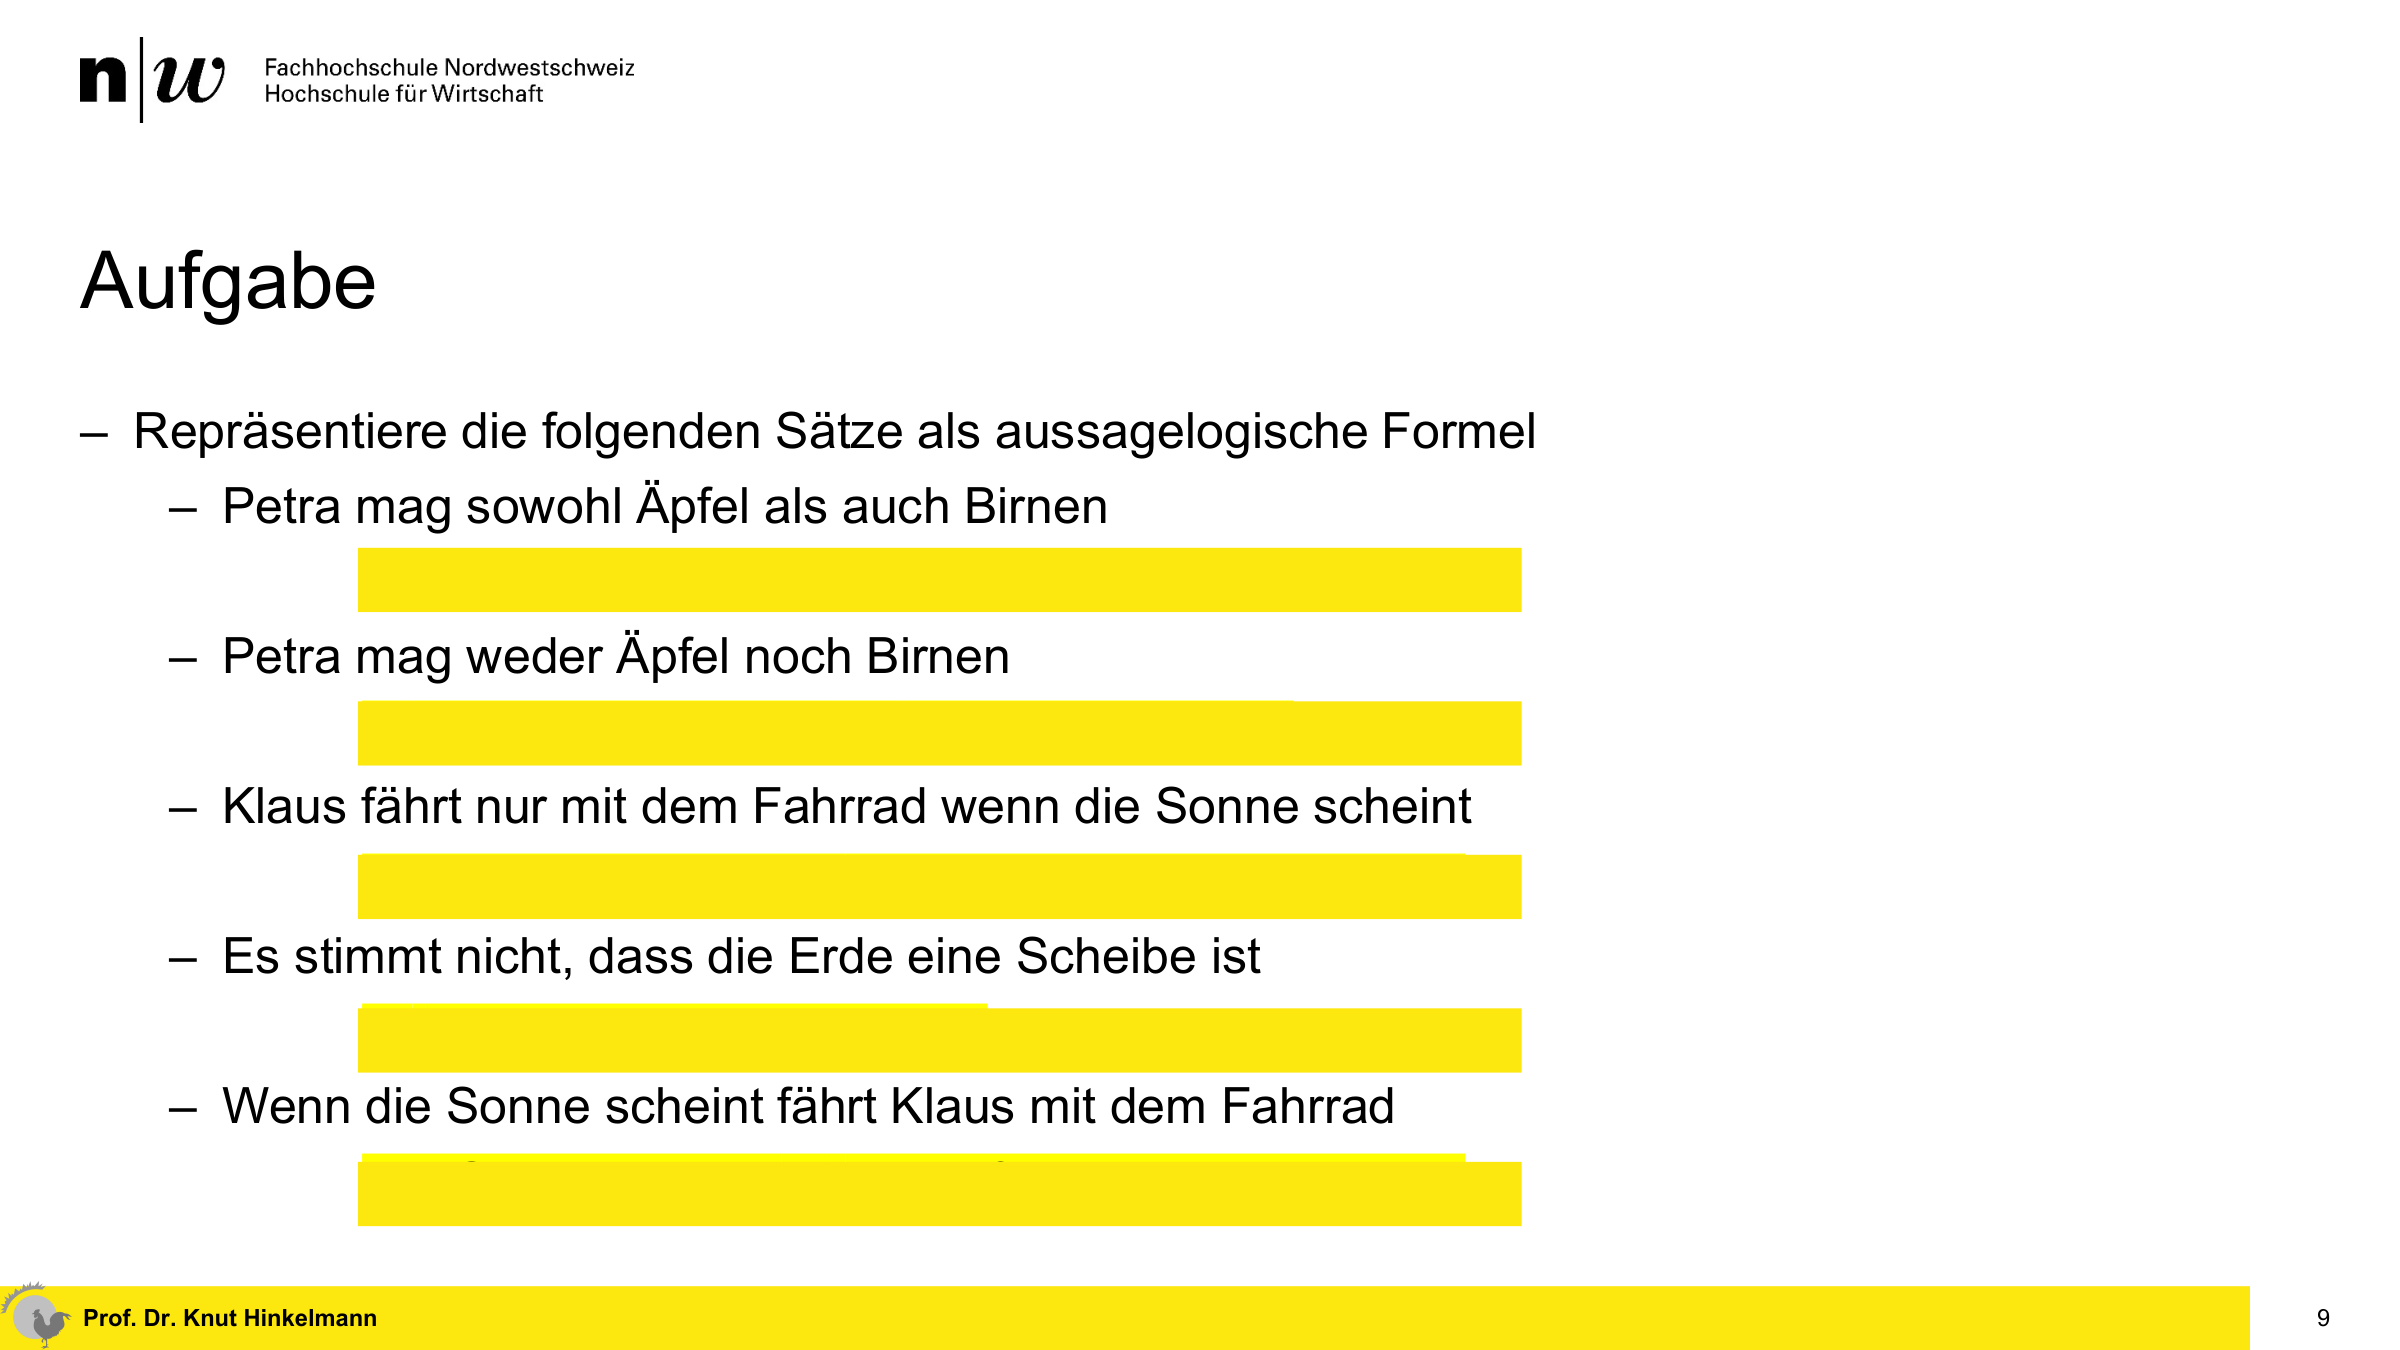 n|w Fachhochschule Nordwestschweiz
Hochschule für Wirtschaft
Aufgabe
– Repräsentiere die folgenden Sätze als aussagelogische Formel
– Petra mag sowohl Äpfel als auch Birnen
– Petra mag weder Äpfel noch Birnen
– Klaus fährt nur mit dem Fahrrad wenn die Sonne scheint
– Es stimmt nicht, dass die Erde eine Scheibe ist
– Wenn die Sonne scheint fährt Klaus mit dem Fahrrad
Prof. Dr. Knut Hinkelmann
9